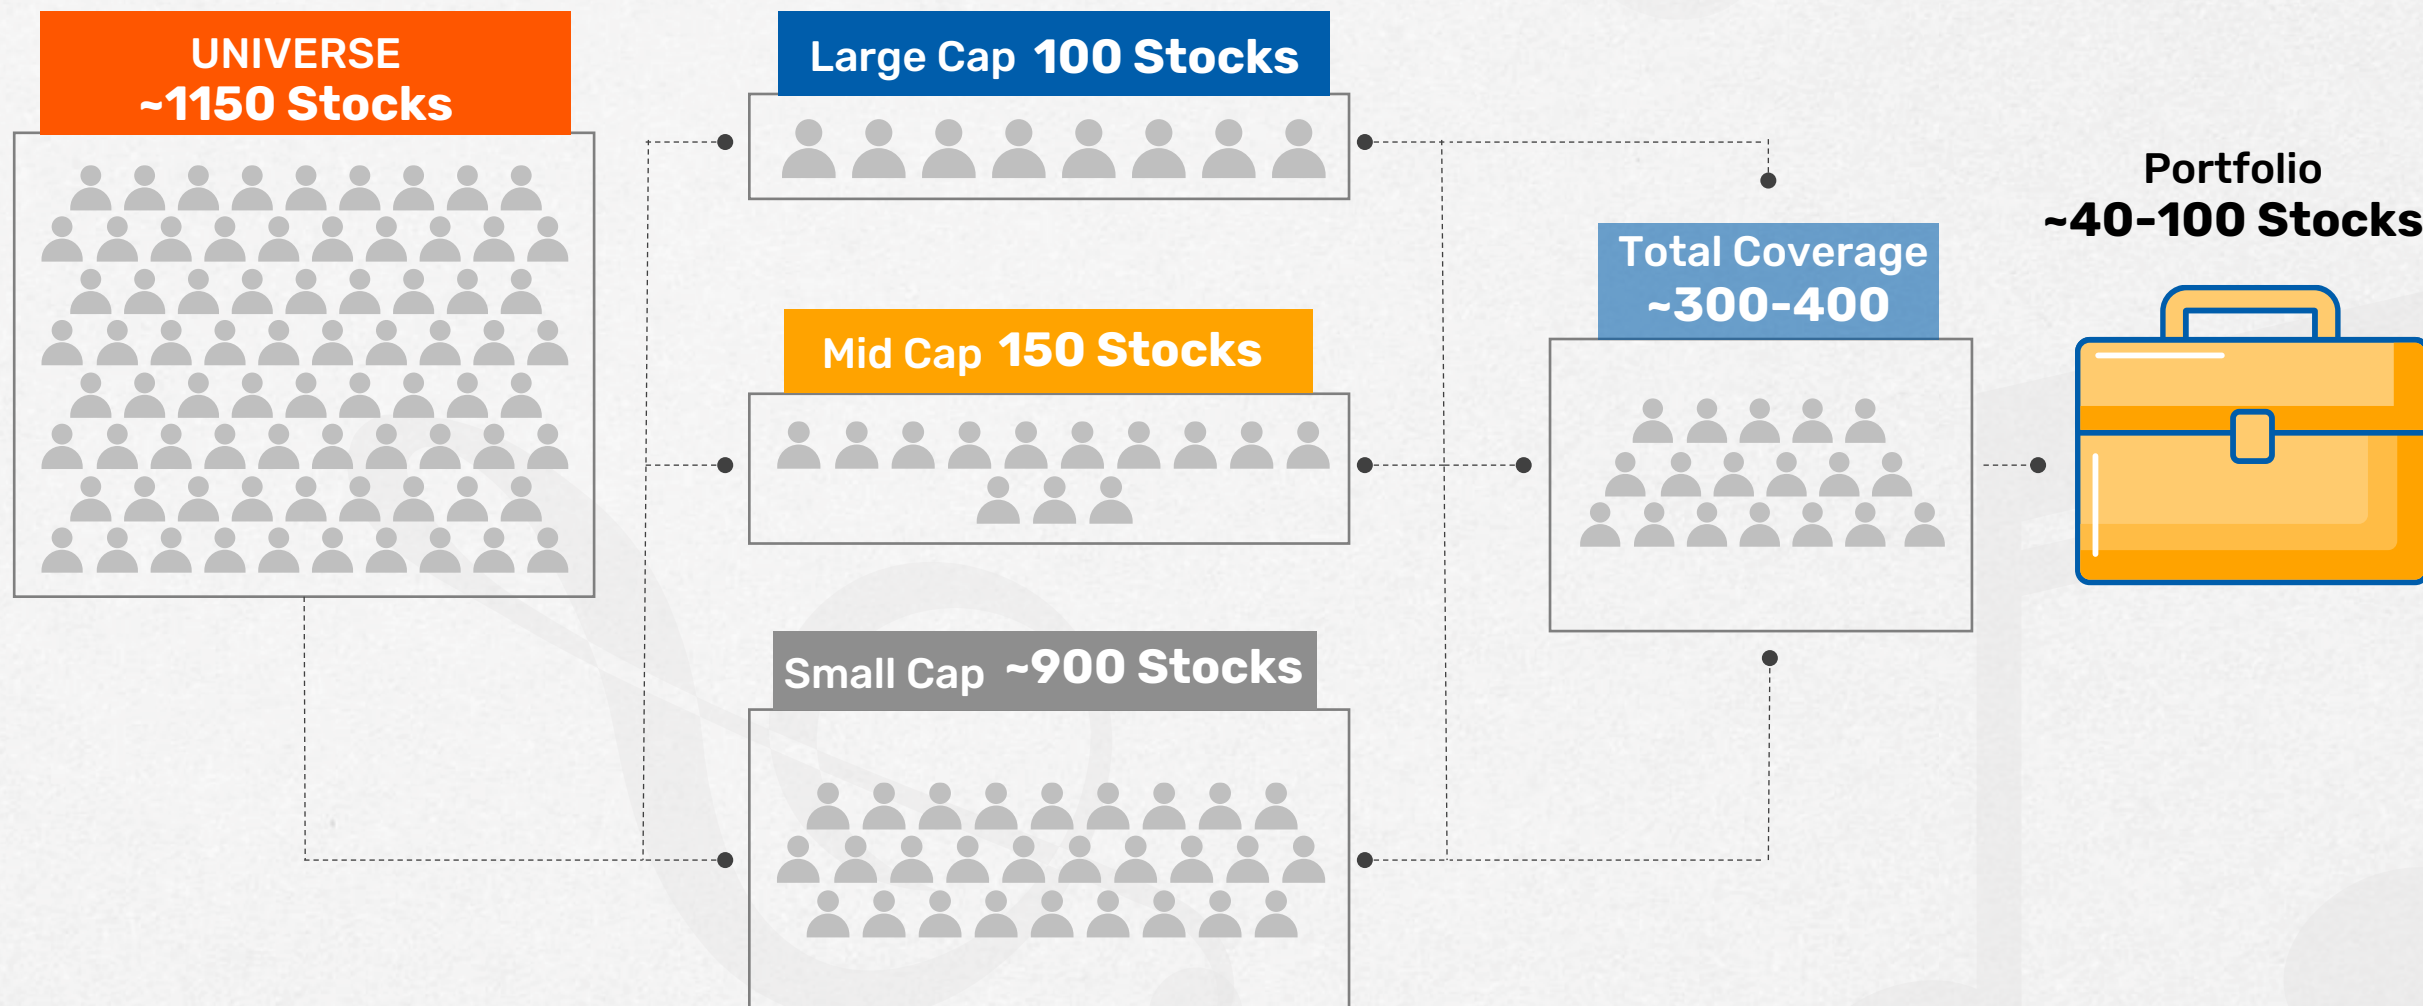 UNIVERSE
~1150 Stocks
Large Cap 100 Stocks
Mid Cap 150 Stocks
Small Cap ~900 Stocks
Total Coverage
~300-400
Portfolio
~40-100 Stocks